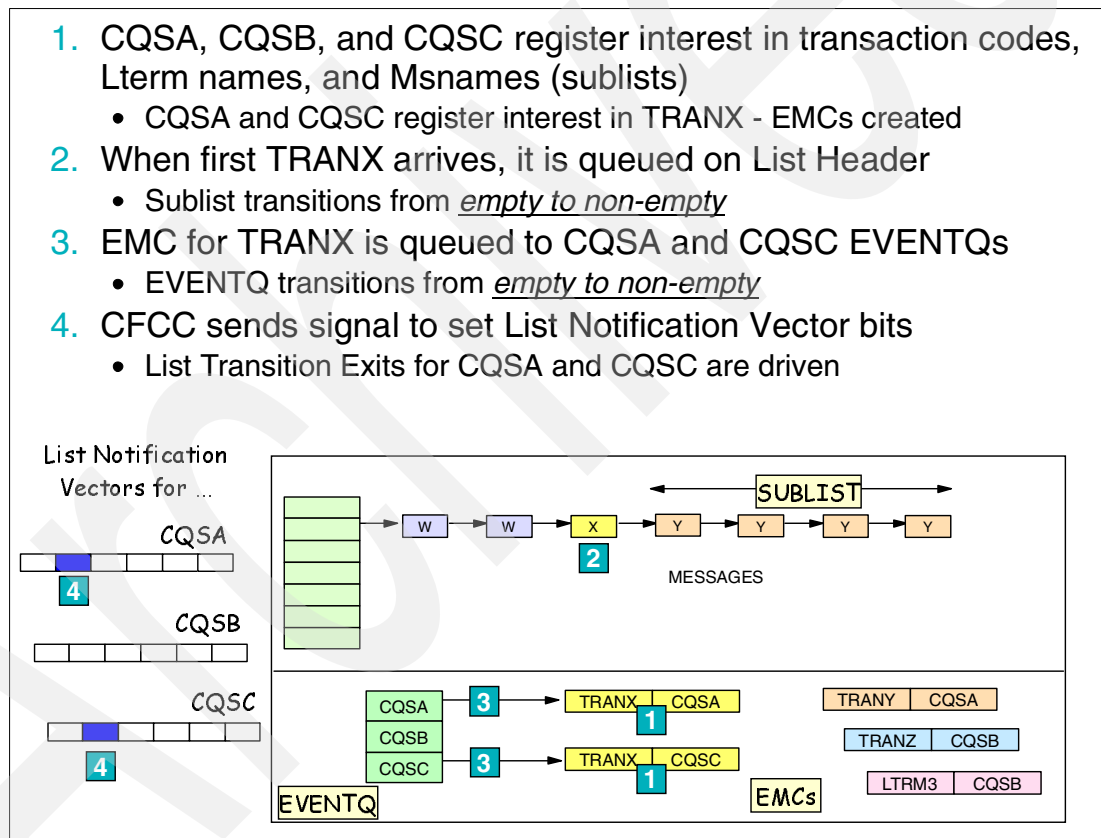 1. CQSA, CQSB, and CQSC register interest in transaction codes,
Lterm names, and Msnames (sublists)
• CQSA and CQSC register interest in TRANX - EMCs created
2. When first TRANX arrives, it is queued on List Header
• Sublist transitions from empty to non-empty
3. EMC for TRANX is queued to CQSA and CQSC EVENTQs
• EVENTQ transitions from empty to non-empty
4. CFCC sends signal to set List Notification Vector bits
• List Transition Exits for CQSA and CQSC are driven
List Notification
Vectors for ...
CQSA
4
CQSB
CQSC
4
SUBLIST
W W X Y Y Y Y
2
MESSAGES
CQSA 3 TRANX CQSA
1
CQSB
CQSC 3 TRANX CQSC
1
EVENTQ
EMCs
TRANY CQSA
TRANZ CQSB
LTRM3 CQSB
Archive